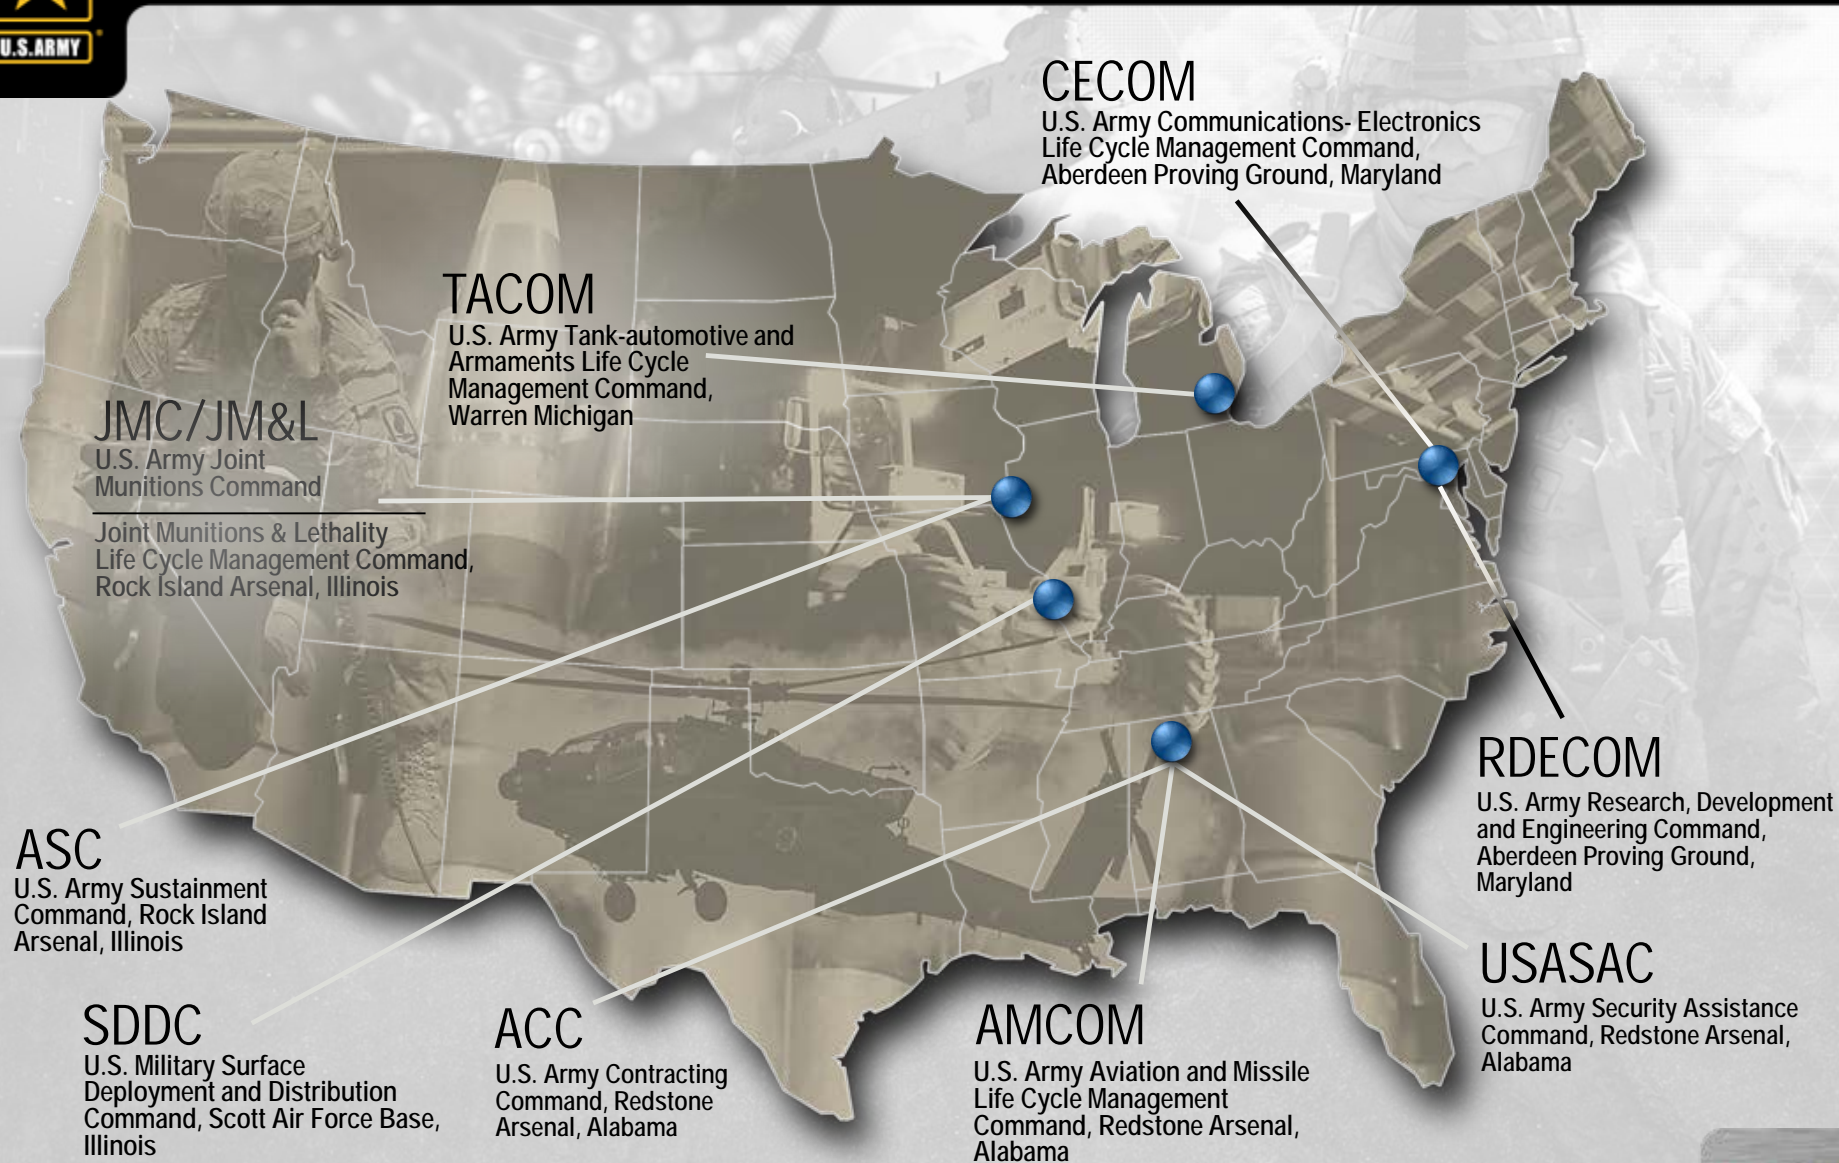 U.S.ARMY
CECOM
U.S. Army Communications- Electronics
Life Cycle Management Command,
Aberdeen Proving Ground, Maryland
TACOM
U.S. Army Tank-automotive and
Armaments Life Cycle
Management Command,
Warren Michigan
JMC/JM&L
U.S. Army Joint
Munitions Command
Joint Munitions & Lethality
Life Cycle Management Command,
Rock Island Arsenal, Illinois
RDECOM
U.S. Army Research, Development
and Engineering Command,
Aberdeen Proving Ground,
Maryland
ASC
U.S. Army Sustainment
Command, Rock Island
Arsenal, Illinois
USASAC
U.S. Army Security Assistance
Command, Redstone Arsenal,
Alabama
SDDC
U.S. Military Surface
Deployment and Distribution
Command, Scott Air Force Base,
Illinois
ACC
U.S. Army Contracting
Command, Redstone
Arsenal, Alabama
AMCOM
U.S. Army Aviation and Missile
Life Cycle Management
Command, Redstone Arsenal,
Alabama